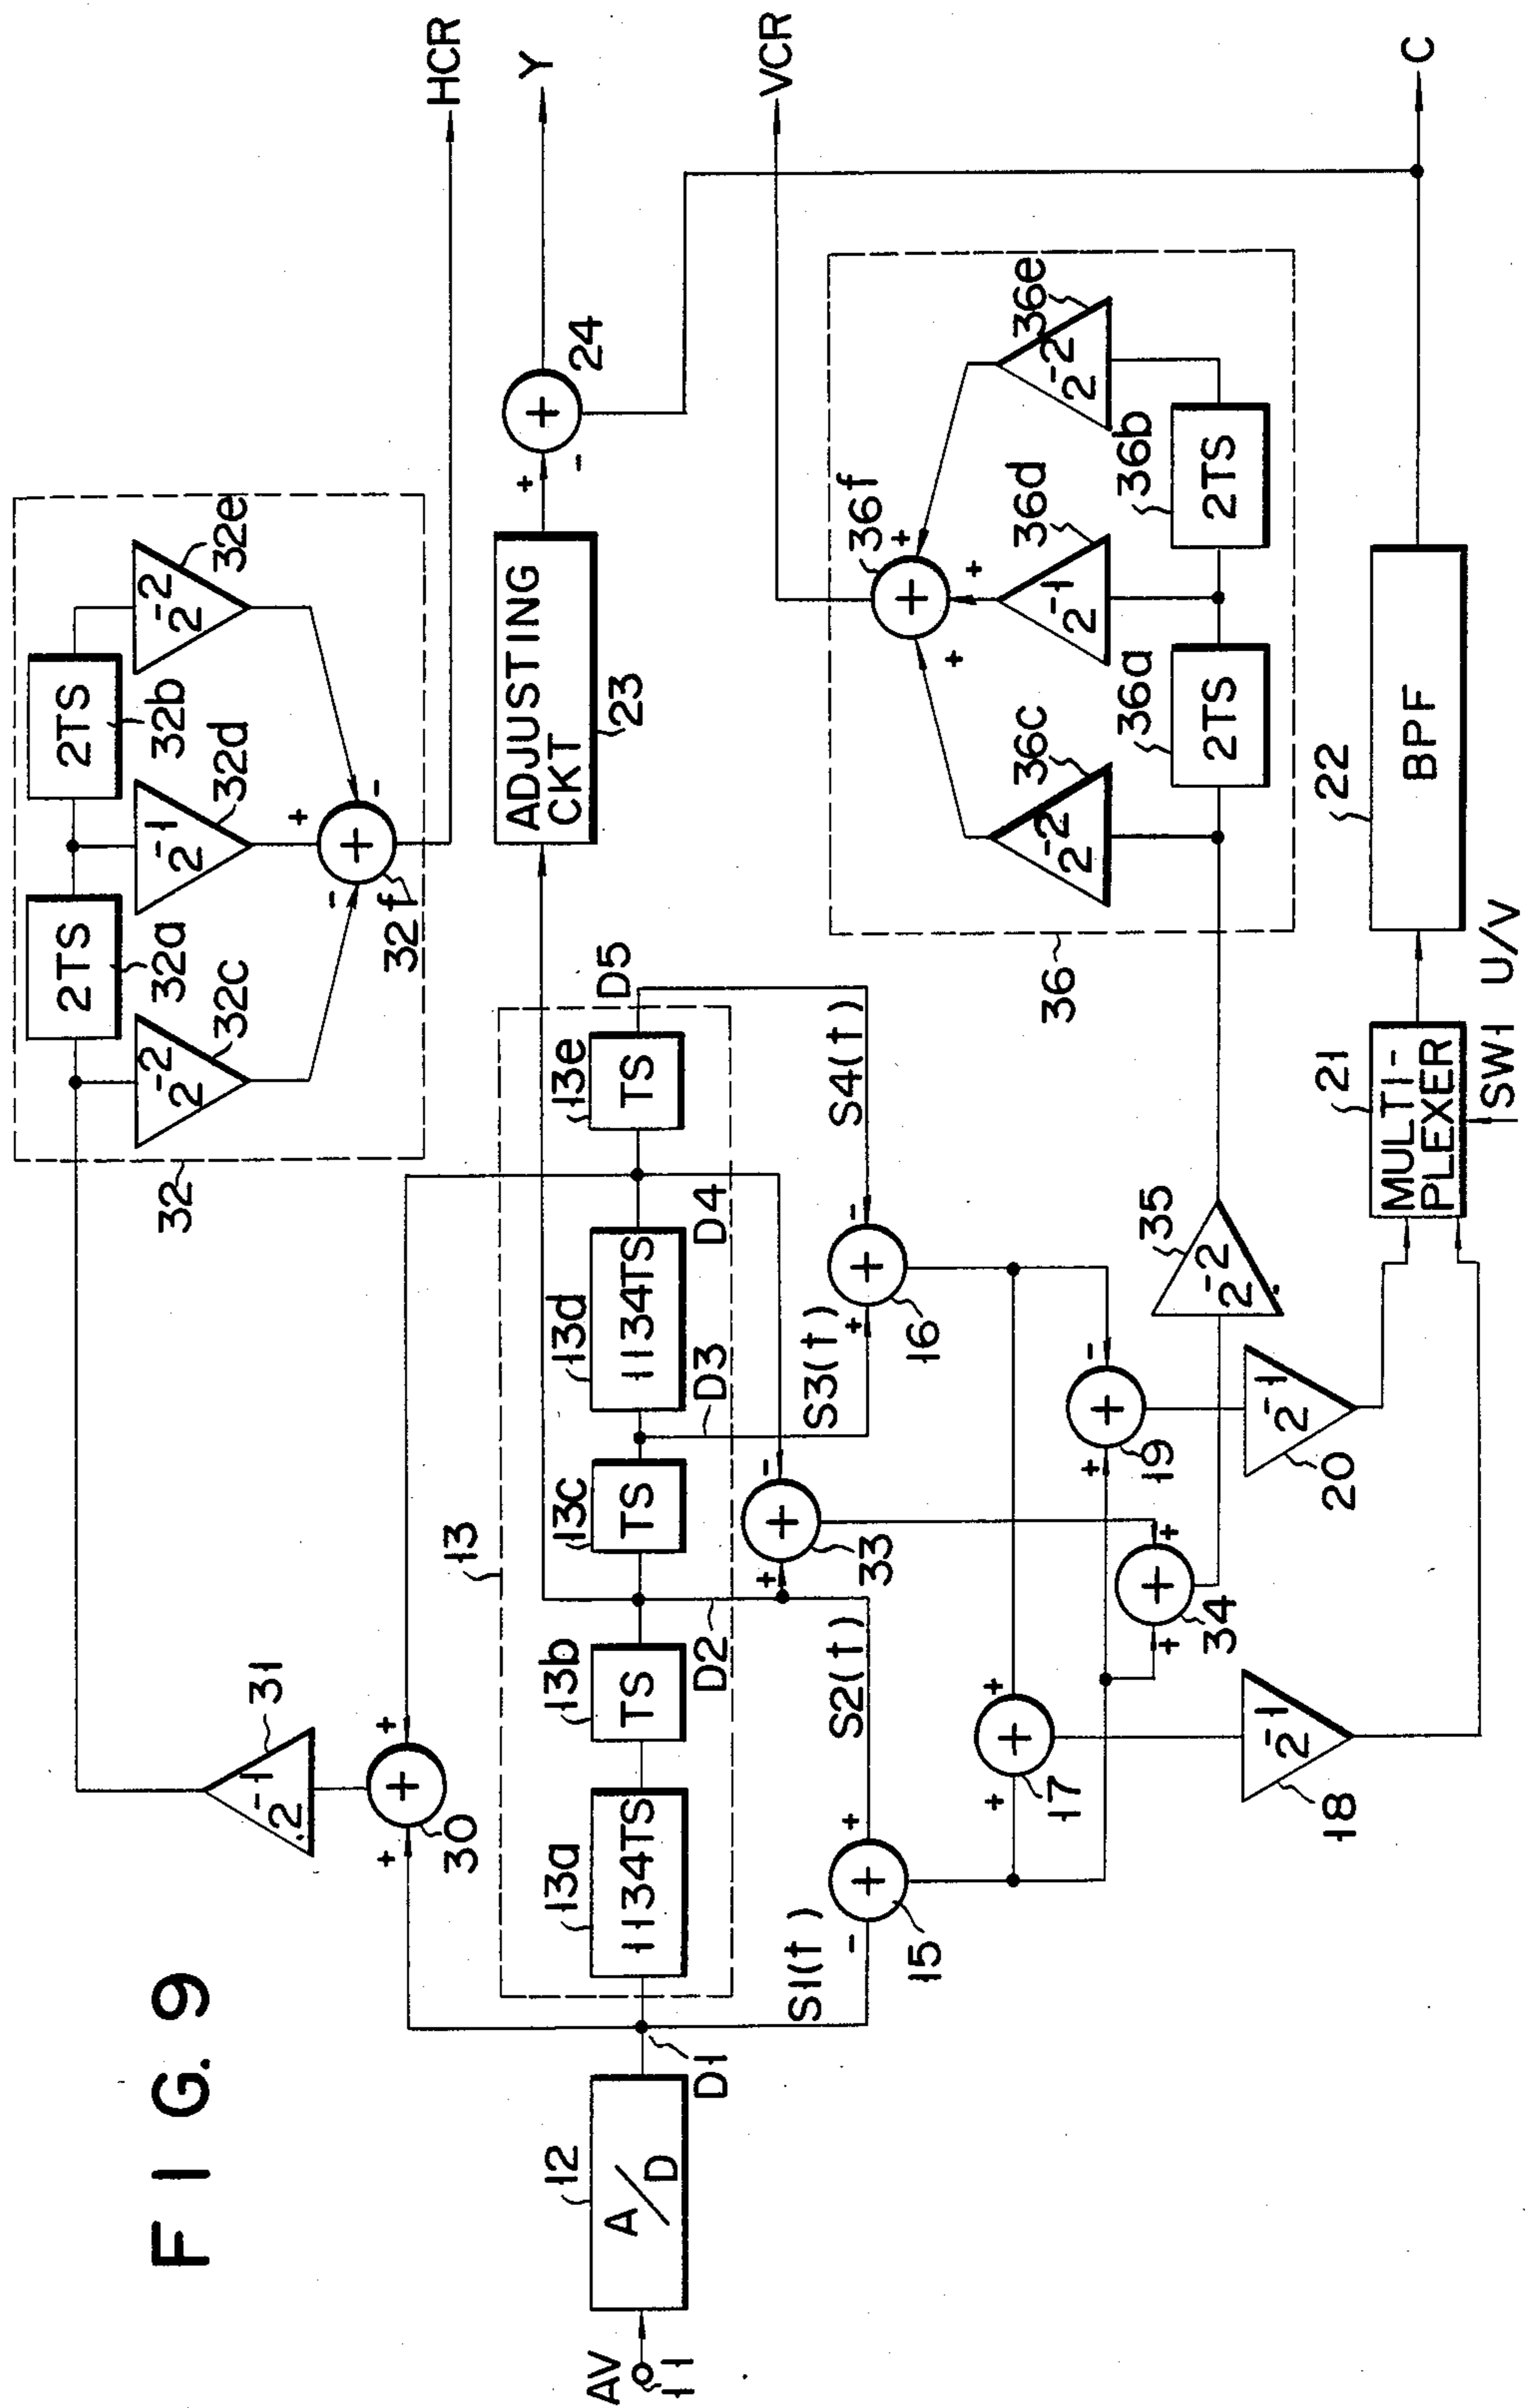 FIG. 9
AV
11
12
A/D
D1
13
13a
1134TS
13b
TS
13c
TS
13d
1134TS
13e
TS
D2
D3
D4
D5
S1(t)
S2(t)
S3(t)
S4(t)
+
+
+
30
2⁻¹
31
32
2TS
32a
2TS
32b
2⁻²
32c
2⁻¹
32d
2⁻²
32e
-
+
-
+
32f
HCR
ADJUSTING
CKT
23
+
-
+
24
Y
-
+
+
15
+
-
+
16
+
+
+
17
2⁻¹
18
+
-
+
19
2⁻¹
20
+
-
+
33
+
+
+
34
2⁻²
35
36
2TS
36a
2TS
36b
2⁻²
36c
2⁻¹
36d
2⁻²
36e
+
+
+
+
36f
VCR
21
MULTI-
PLEXER
SW1 U/V
22
BPF
C